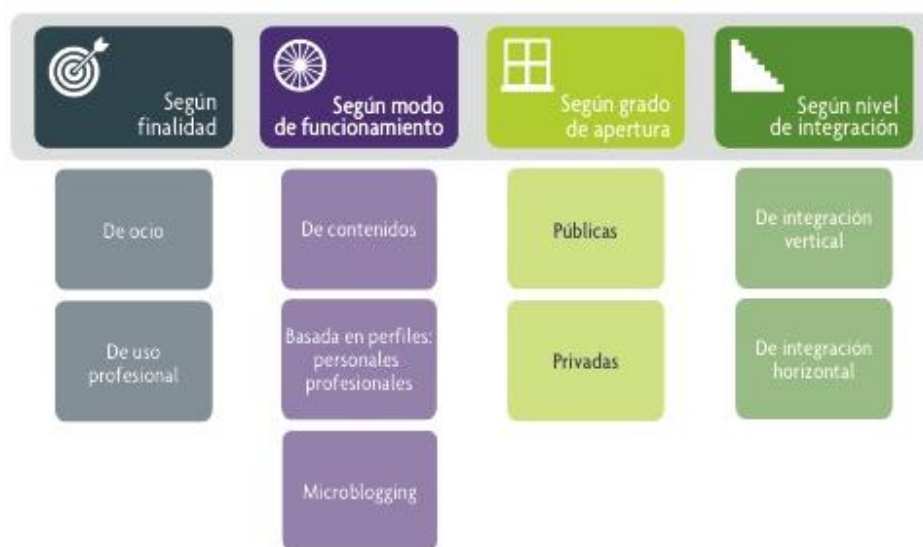 Según
finalidad
Según modo
de funcionamiento
Según grado
de apertura
Según nivel
de integración
De ocio
De contenidos
Públicas
De integración
vertical
De uso
profesional
Basada en perfiles:
personales
profesionales
Privadas
De integración
horizontal
Microblogging